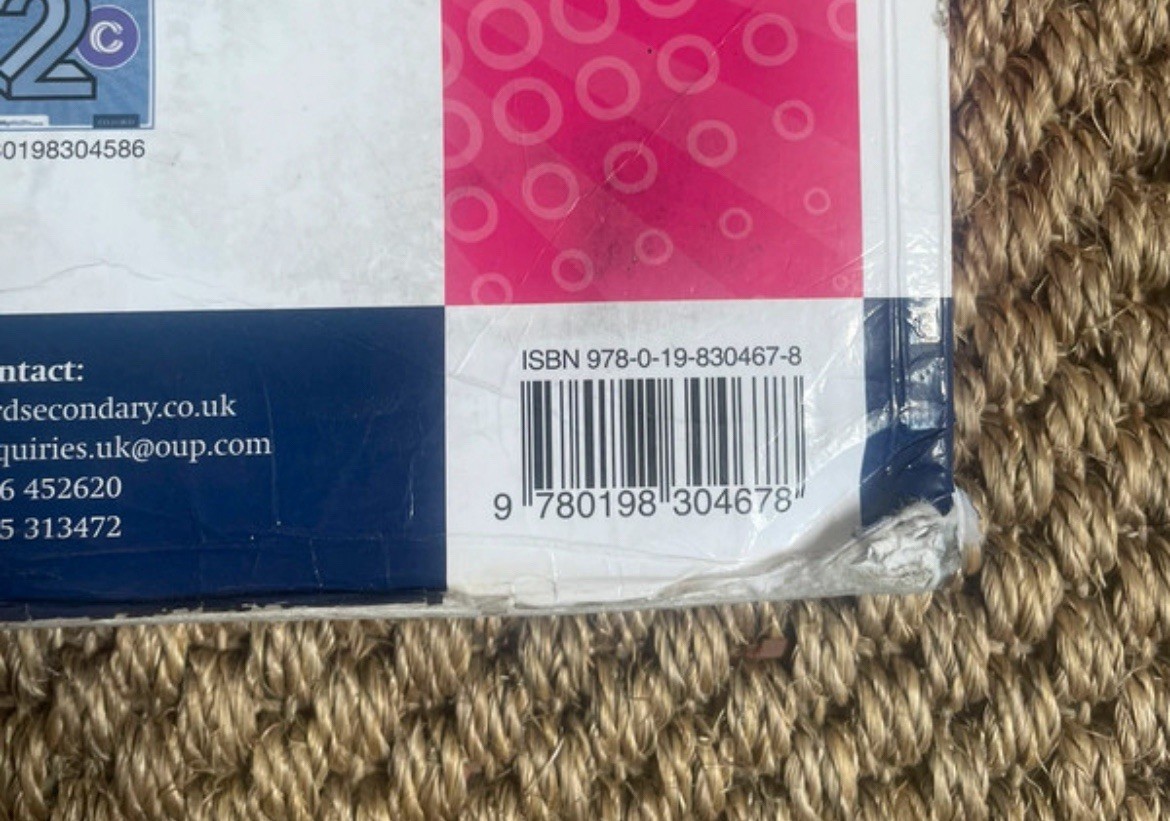 2
C
0198304586
ntact:
rdsecondary.co.uk
quiries.uk@oup.com
6 452620
5 313472
ISBN 978-0-19-830467-8
9 780198 304678